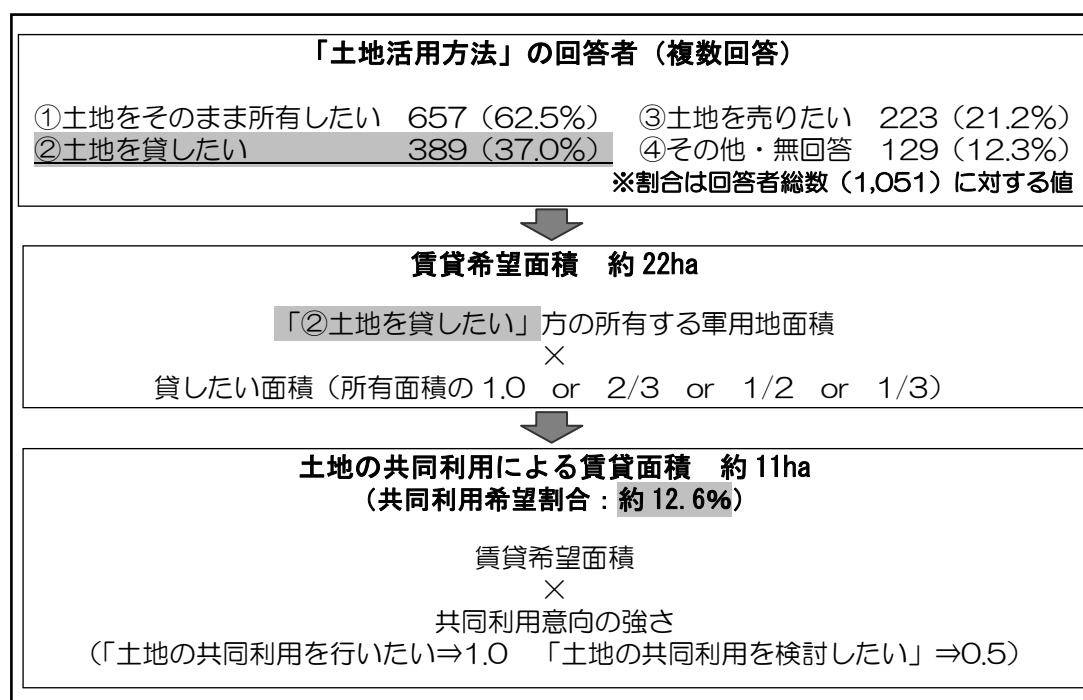 「土地活用方法」の回答者（複数回答）
①土地をそのまま所有したい　657（62.5%）　③土地を売りたい　223（21.2%）
②土地を貸したい　389（37.0%）　④その他・無回答　129（12.3%）
※割合は回答者総数（1,051）に対する値
賃貸希望面積　約 22ha
「②土地を貸したい」方の所有する軍用地面積
×
貸したい面積（所有面積の 1.0　or　2/3　or　1/2　or　1/3）
土地の共同利用による賃貸面積　約 11ha
（共同利用希望割合：約 12.6%）
賃貸希望面積
×
共同利用意向の強さ
（「土地の共同利用を行いたい⇒1.0　「土地の共同利用を検討したい」⇒0.5）